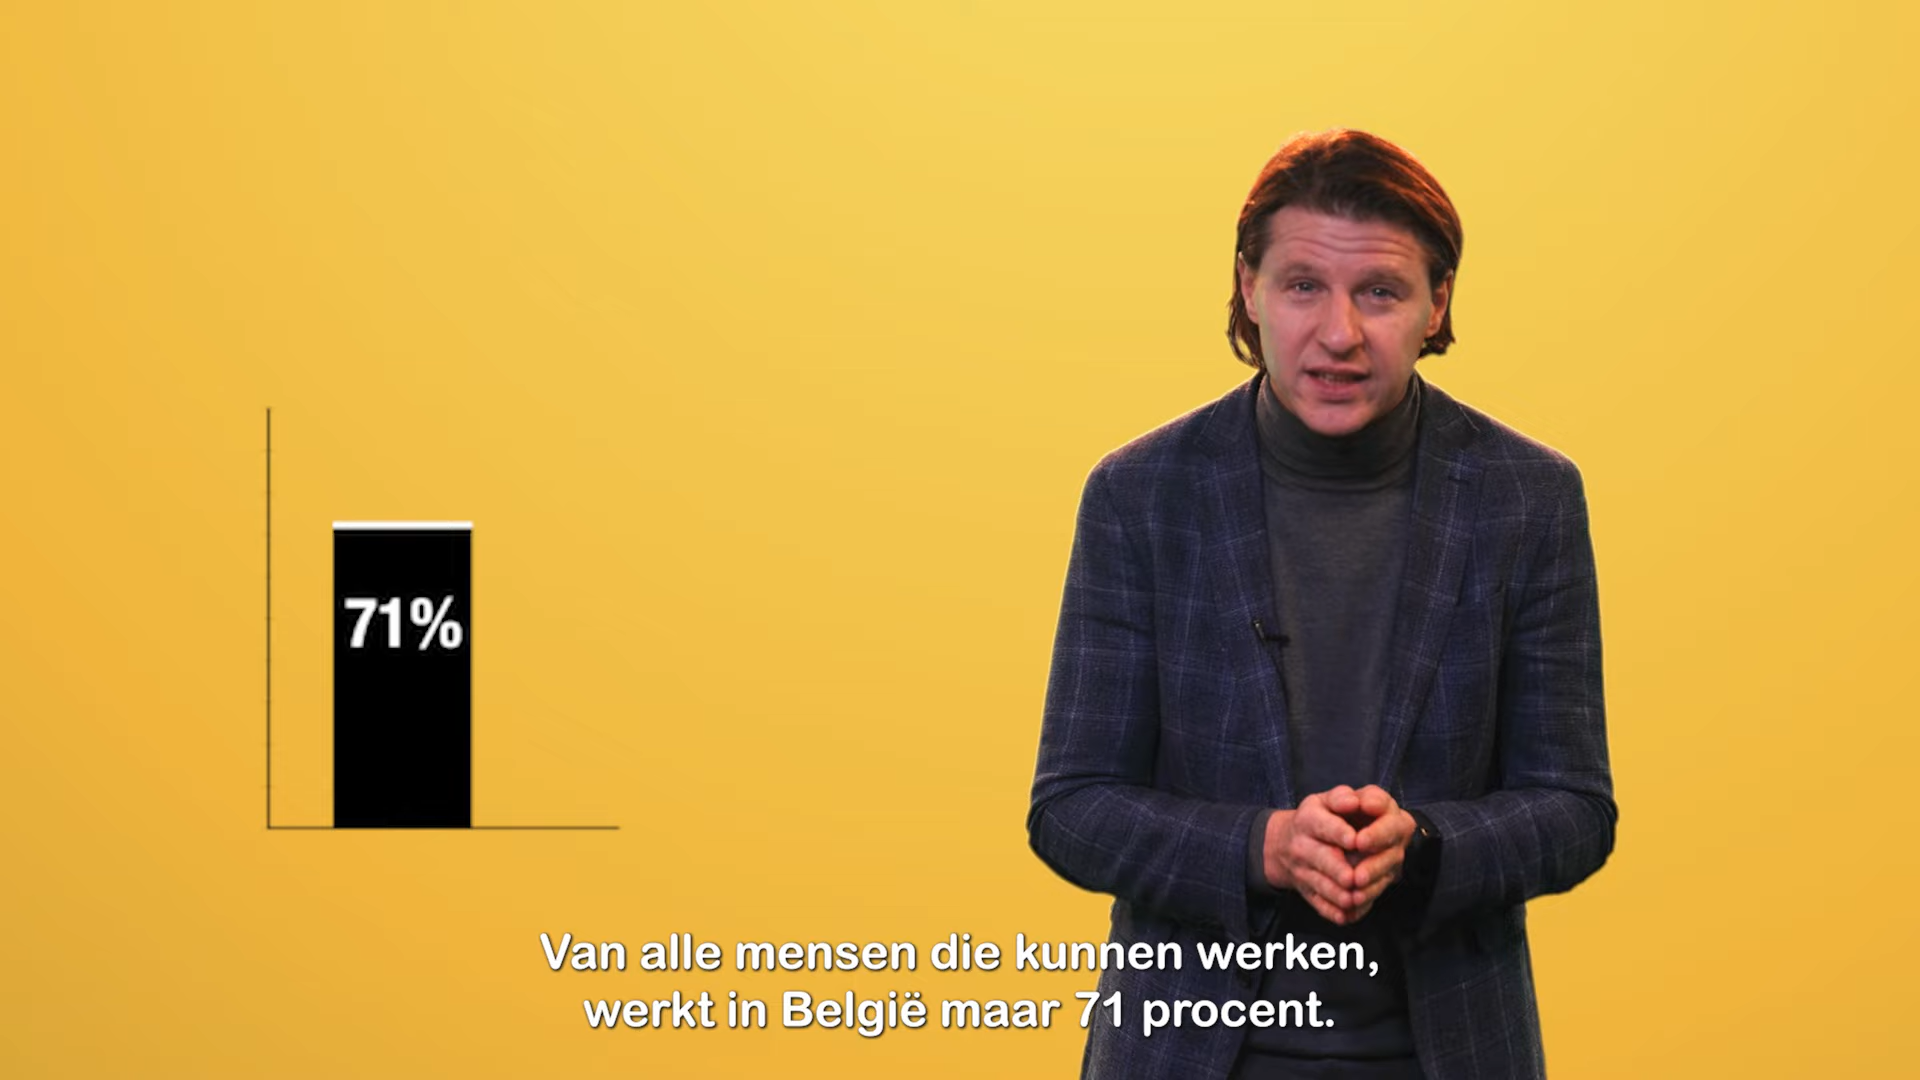 71%
Van alle mensen die kunnen werken,
werkt in België maar 71 procent.